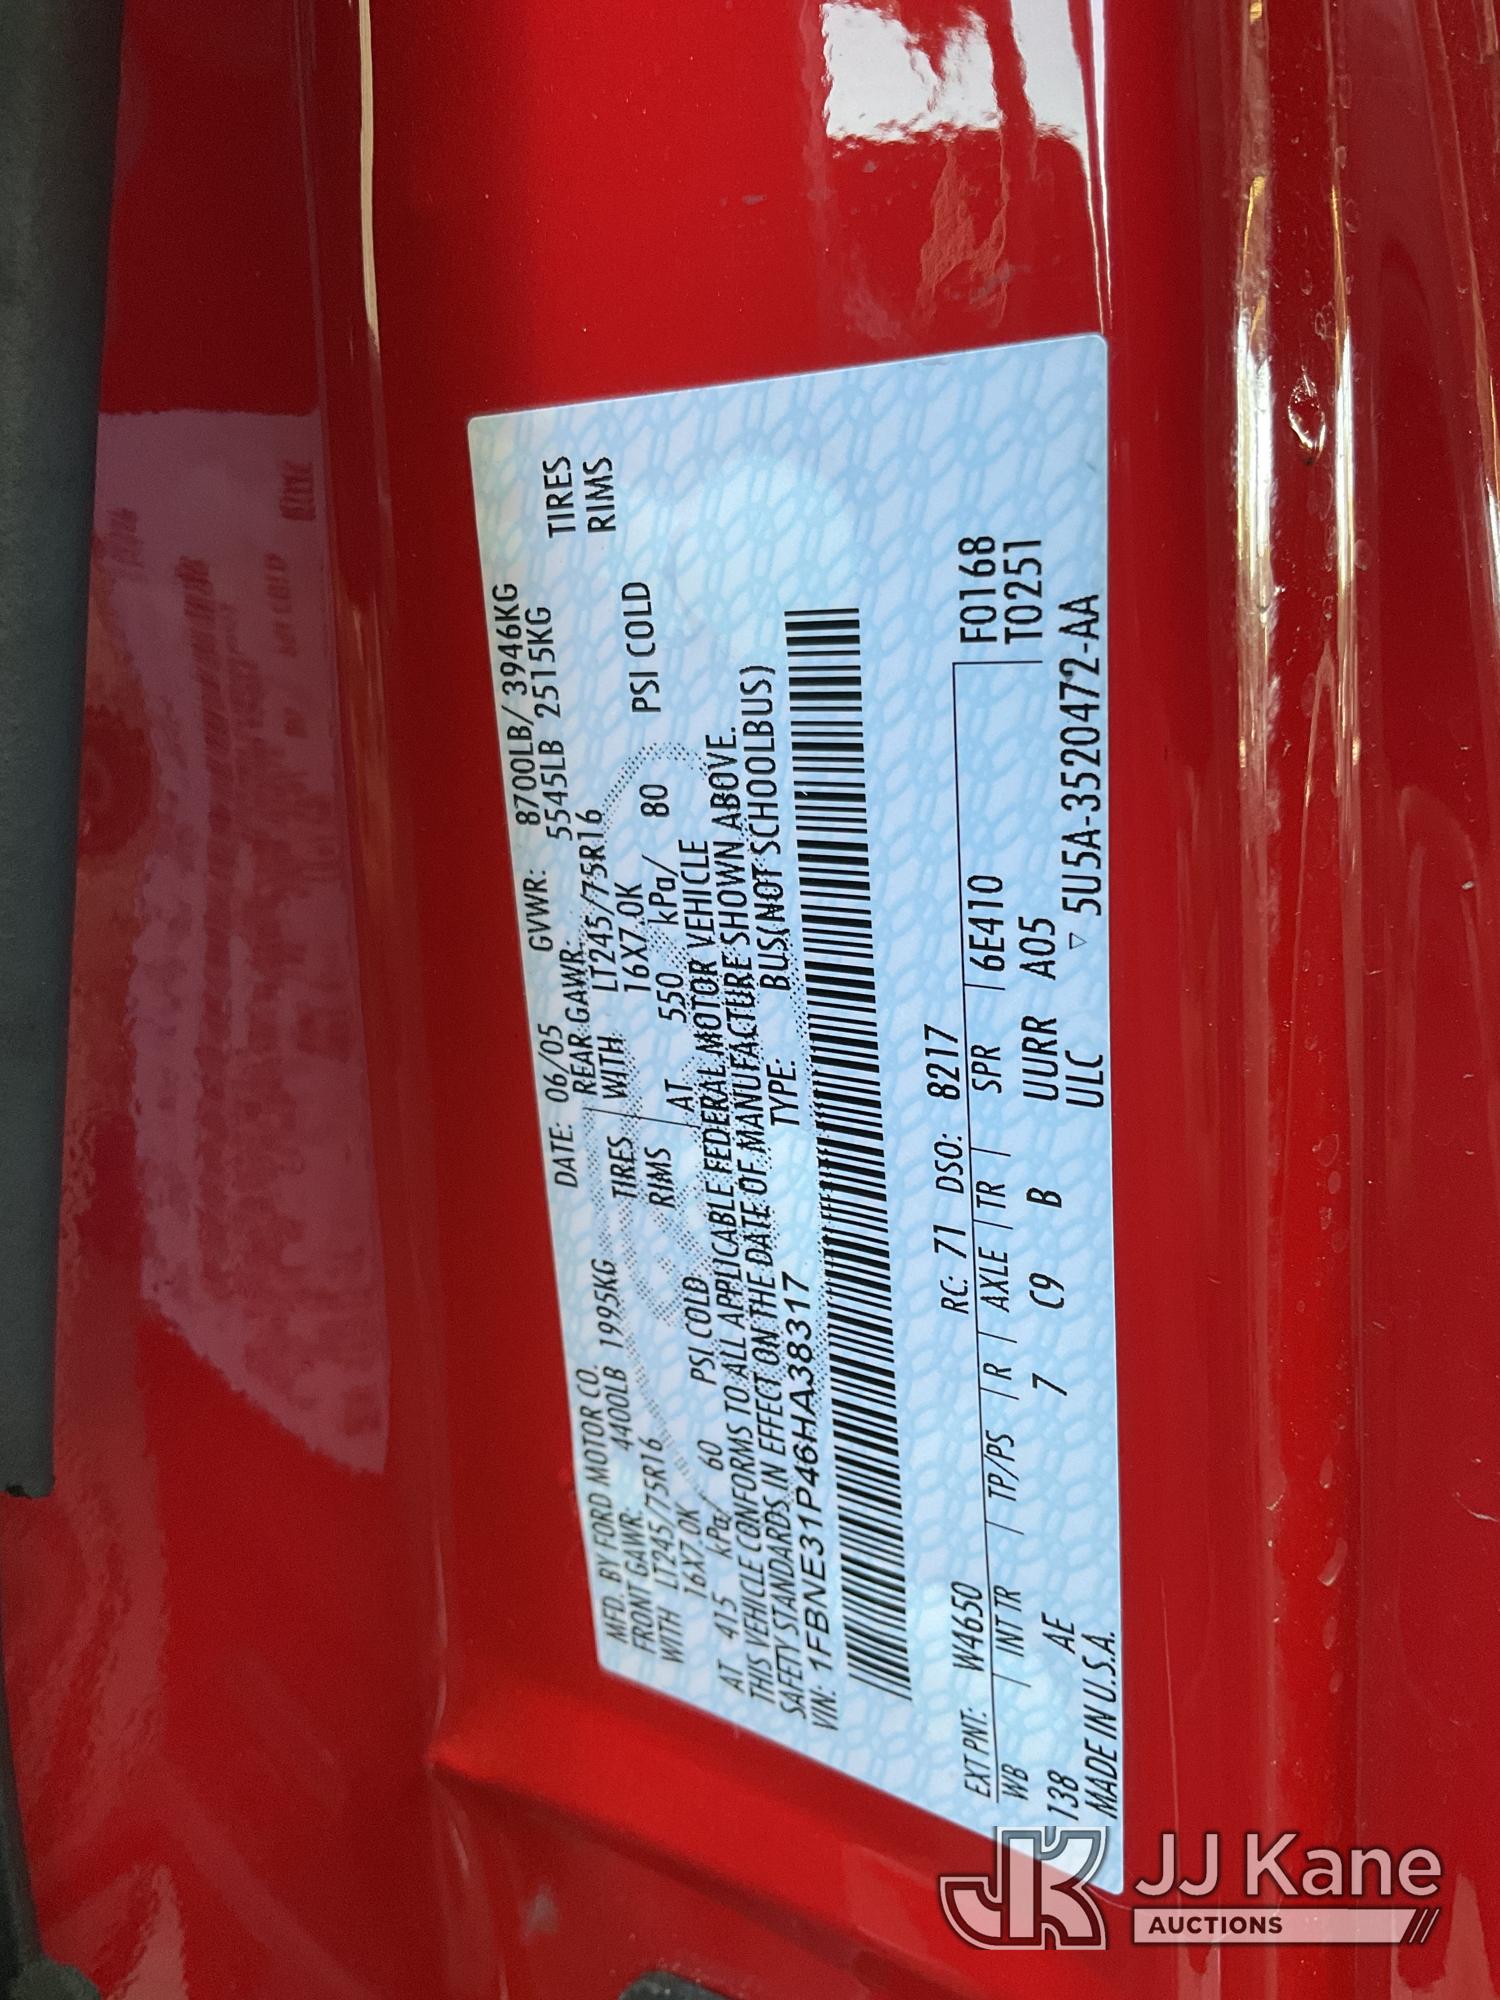 MFD. BY FORD MOTOR CO.
DATE: 06/05 GVWR: 8700LB/ 3946KG
FRONT GAWR: 4400LB 1995KG REAR GAWR: 5545LB 2515KG
WITH LT245/75R16 TIRES WITH LT245/75R16 TIRES
16X7.0K RIMS 16X7.0K RIMS
AT 415 kPa/ 60 PSI COLD AT 550 kPa/ 80 PSI COLD
THIS VEHICLE CONFORMS TO ALL APPLICABLE FEDERAL MOTOR VEHICLE
SAFETY STANDARDS IN EFFECT ON THE DATE OF MANUFACTURE SHOWN ABOVE.
VIN: 1FBNE31P46HA38317 TYPE: BUS(NOT SCHOOLBUS)
EXT PNT: W4650 RC: 71 DSO: 8217 F0168
WB INT TR TP/PS R AXLE TR SPR 6E410 T0251
138 AE 7 C9 B UURR A05
MADE IN U.S.A. ULC ▽ 5U5A-3520472-AA
JJ Kane
AUCTIONS